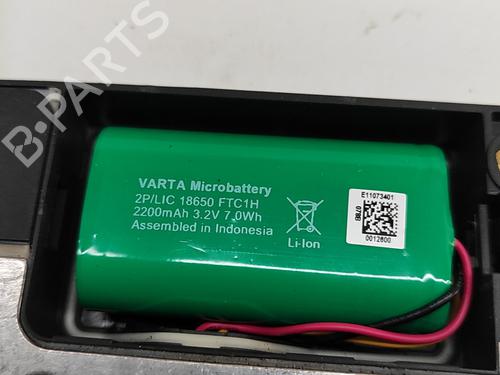 B-PARTS
VARTA Microbattery
2P/LIC 18650 FTC1H
2200mAh 3.2V 7.0Wh
Assembled in Indonesia
Li-Ion
E11073401
078B
0012800